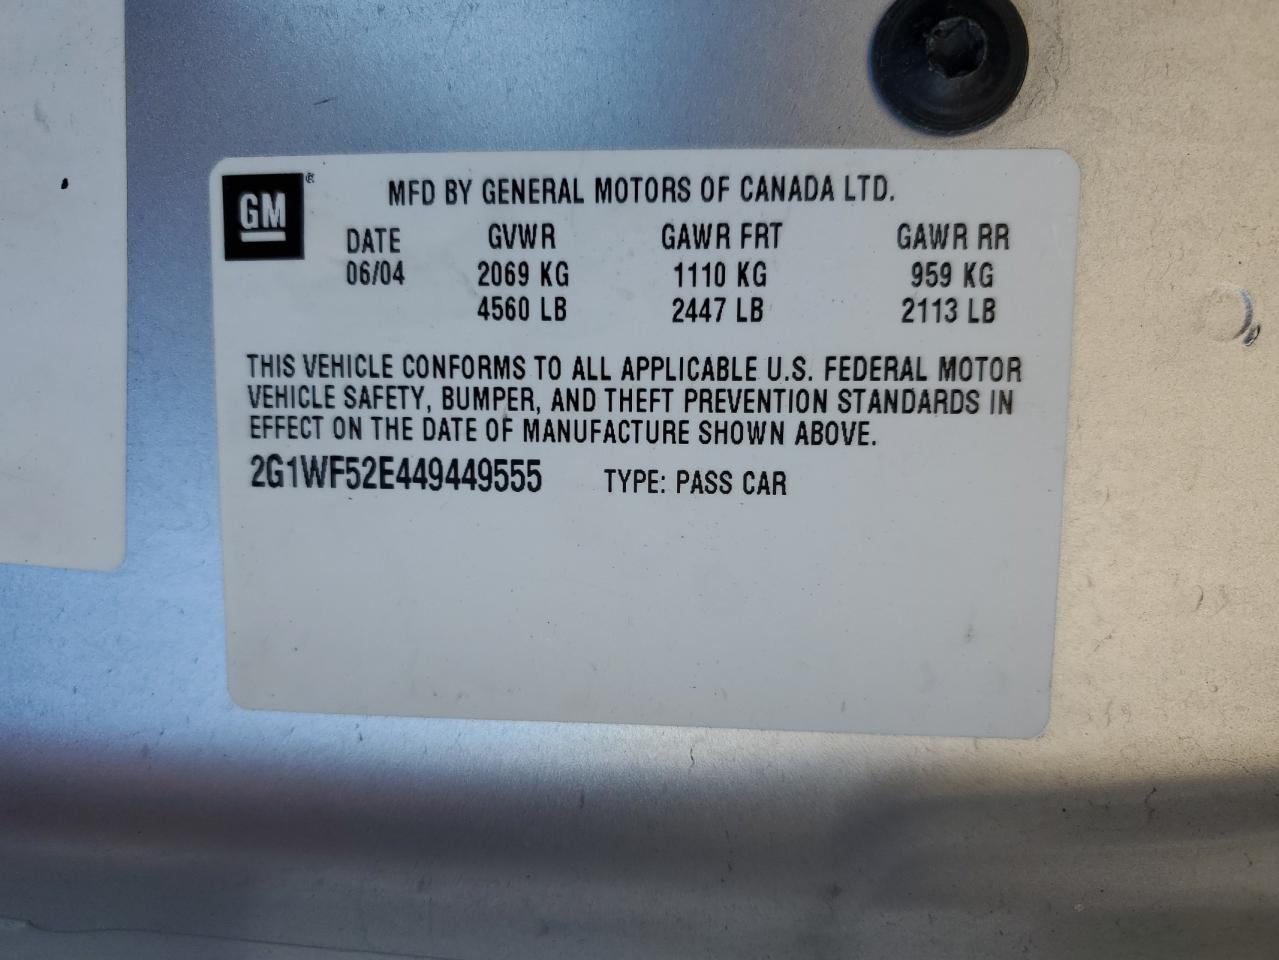 GM®
MFD BY GENERAL MOTORS OF CANADA LTD.
DATE GVWR GAWR FRT GAWR RR
06/04 2069 KG 1110 KG 959 KG
4560 LB 2447 LB 2113 LB
THIS VEHICLE CONFORMS TO ALL APPLICABLE U.S. FEDERAL MOTOR
VEHICLE SAFETY, BUMPER, AND THEFT PREVENTION STANDARDS IN
EFFECT ON THE DATE OF MANUFACTURE SHOWN ABOVE.
2G1WF52E449449555 TYPE: PASS CAR